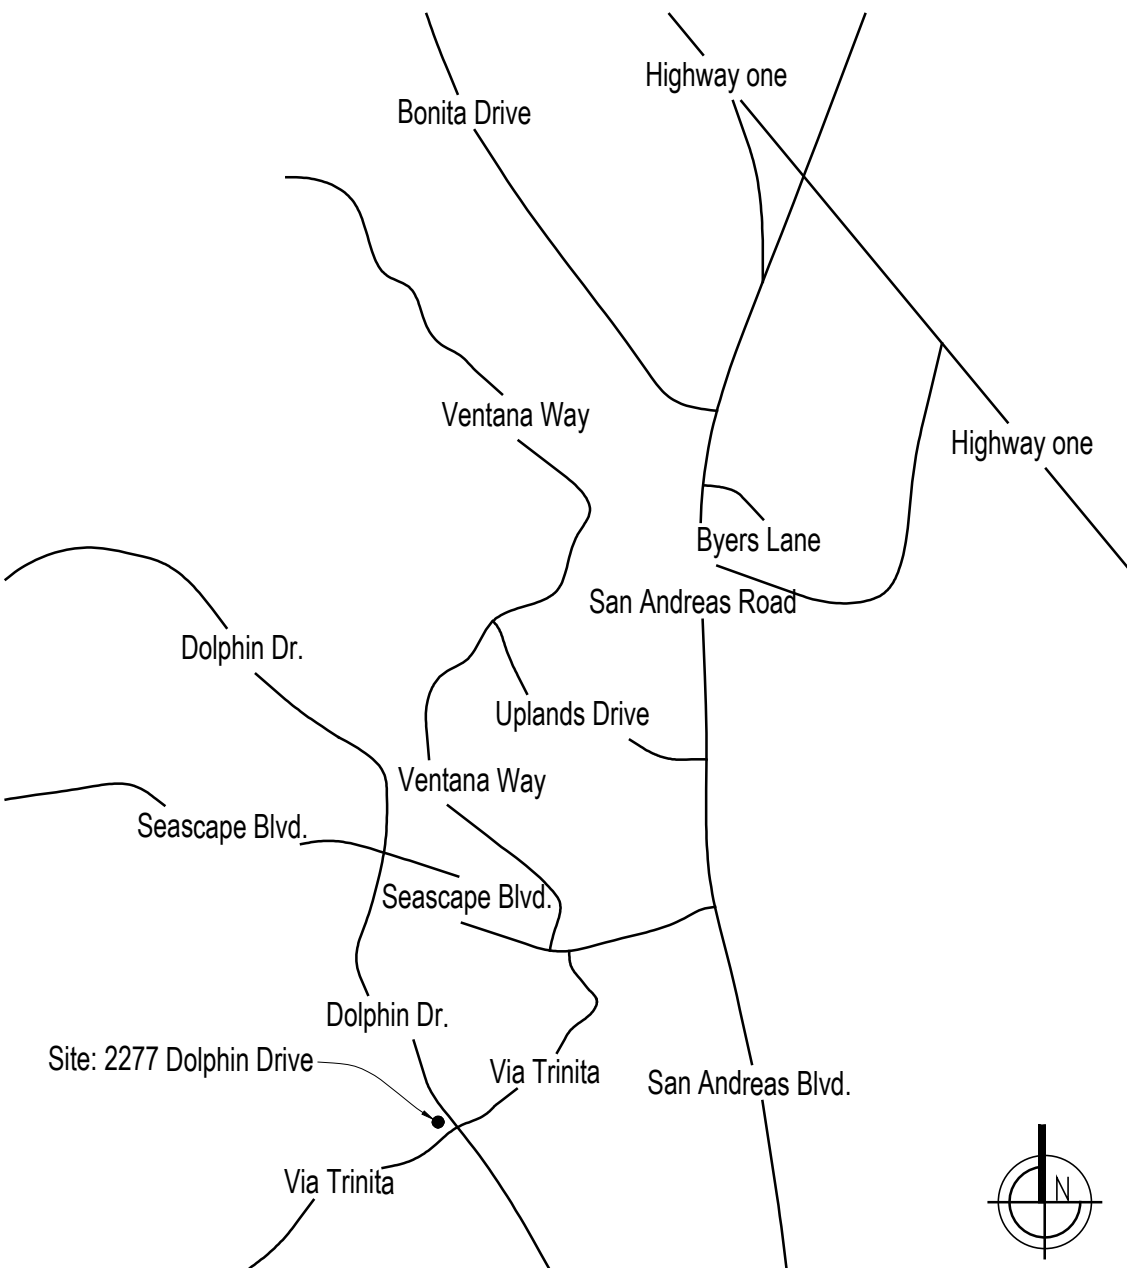 Highway one
Bonita Drive
Ventana Way
Highway one
Byers Lane
San Andreas Road
Dolphin Dr.
Uplands Drive
Ventana Way
Seascape Blvd.
Seascape Blvd.
Dolphin Dr.
Site: 2277 Dolphin Drive
Via Trinita
San Andreas Blvd.
Via Trinita
N